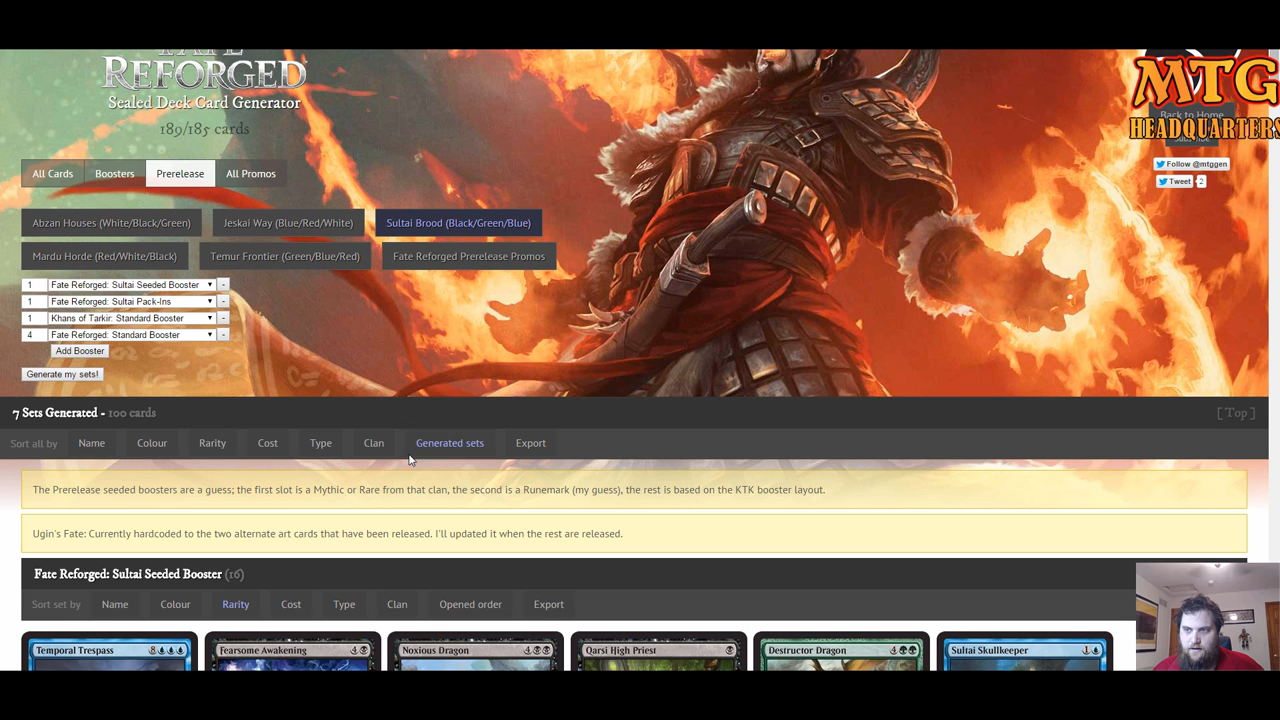 FATE
REFORGED
Sealed Deck Card Generator
189/185 cards
All Cards Boosters Prerelease All Promos
Abzan Houses (White/Black/Green) Jeskai Way (Blue/Red/White) Sultai Brood (Black/Green/Blue)
Mardu Horde (Red/White/Black) Temur Frontier (Green/Blue/Red) Fate Reforged Prerelease Promos
1 Fate Reforged: Sultai Seeded Booster -
1 Fate Reforged: Sultai Pack-Ins -
1 Khans of Tarkir: Standard Booster -
4 Fate Reforged: Standard Booster -
Add Booster
Generate my sets!
MTG
HEADQUARTERS
Back to Home
Follow @mtggen
Tweet 2
7 Sets Generated - 100 cards [ Top ]
Sort all by Name Colour Rarity Cost Type Clan Generated sets Export
The Prerelease seeded boosters are a guess; the first slot is a Mythic or Rare from that clan, the second is a Runemark (my guess), the rest is based on the KTK booster layout.
Ugin's Fate: Currently hardcoded to the two alternate art cards that have been released. I'll updated it when the rest are released.
Fate Reforged: Sultai Seeded Booster (16)
Sort set by Name Colour Rarity Cost Type Clan Opened order Export
Temporal Trespass 8 Fearsome Awakening 4 Noxious Dragon 4 Qarsi High Priest Destructor Dragon 4 Sultai Skullkeeper 1